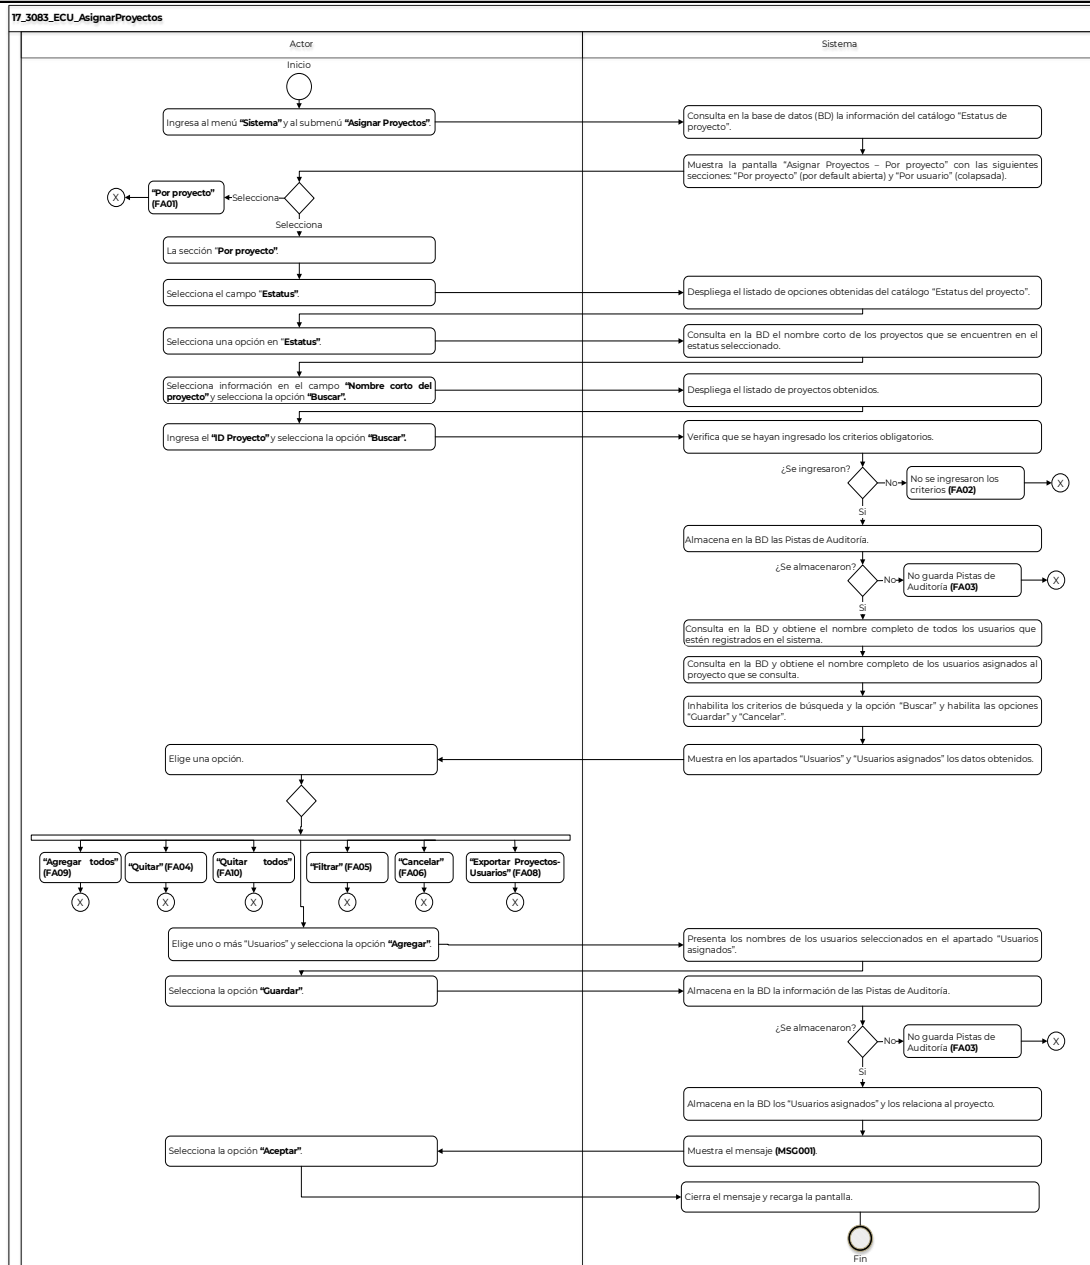 17_3083_ECU_AsignarProyectos
Actor
Sistema
Inicio
Ingresa al menú “Sistema” y al submenú “Asignar Proyectos”.
Consulta en la base de datos (BD) la información del catálogo “Estatus de
proyecto”.
Muestra la pantalla “Asignar Proyectos – Por proyecto” con las siguientes
secciones: “Por proyecto” (por default abierta) y “Por usuario” (colapsada).
X
“Por proyecto”
(FA01)
Selecciona
Selecciona
La sección “Por proyecto”.
Selecciona el campo “Estatus”.
Despliega el listado de opciones obtenidas del catálogo “Estatus del proyecto”.
Selecciona una opción en “Estatus”.
Consulta en la BD el nombre corto de los proyectos que se encuentren en el
estatus seleccionado.
Selecciona información en el campo “Nombre corto del
proyecto” y selecciona la opción “Buscar”.
Despliega el listado de proyectos obtenidos.
Ingresa el “ID Proyecto” y selecciona la opción “Buscar”.
Verifica que se hayan ingresado los criterios obligatorios.
¿Se ingresaron?
No
No se ingresaron los
criterios (FA02)
X
Si
Almacena en la BD las Pistas de Auditoría.
¿Se almacenaron?
No
No guarda Pistas de
Auditoría (FA03)
X
Si
Consulta en la BD y obtiene el nombre completo de todos los usuarios que
estén registrados en el sistema.
Consulta en la BD y obtiene el nombre completo de los usuarios asignados al
proyecto que se consulta.
Inhabilita los criterios de búsqueda y la opción “Buscar” y habilita las opciones
“Guardar” y “Cancelar”.
Elige una opción.
Muestra en los apartados “Usuarios” y “Usuarios asignados” los datos obtenidos.
“Agregar todos”
(FA09)
“Quitar” (FA04)
“Quitar todos”
(FA10)
“Filtrar” (FA05)
“Cancelar”
(FA06)
“Exportar Proyectos-
Usuarios” (FA08)
X
X
X
X
X
X
Elige uno o más “Usuarios” y selecciona la opción “Agregar”.
Presenta los nombres de los usuarios seleccionados en el apartado “Usuarios
asignados”.
Selecciona la opción “Guardar”.
Almacena en la BD la información de las Pistas de Auditoría.
¿Se almacenaron?
No
No guarda Pistas de
Auditoría (FA03)
X
Si
Almacena en la BD los “Usuarios asignados” y los relaciona al proyecto.
Selecciona la opción “Aceptar”.
Muestra el mensaje (MSG001).
Cierra el mensaje y recarga la pantalla.
Fin